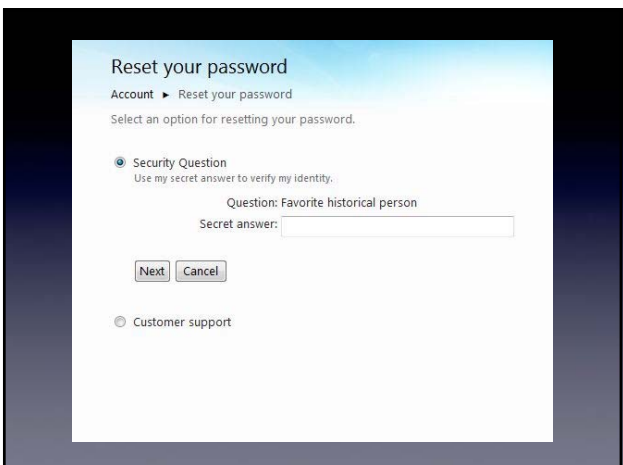 Reset your password
Account ► Reset your password
Select an option for resetting your password.
Security Question
Use my secret answer to verify my identity.
Question: Favorite historical person
Secret answer:
Next Cancel
Customer support